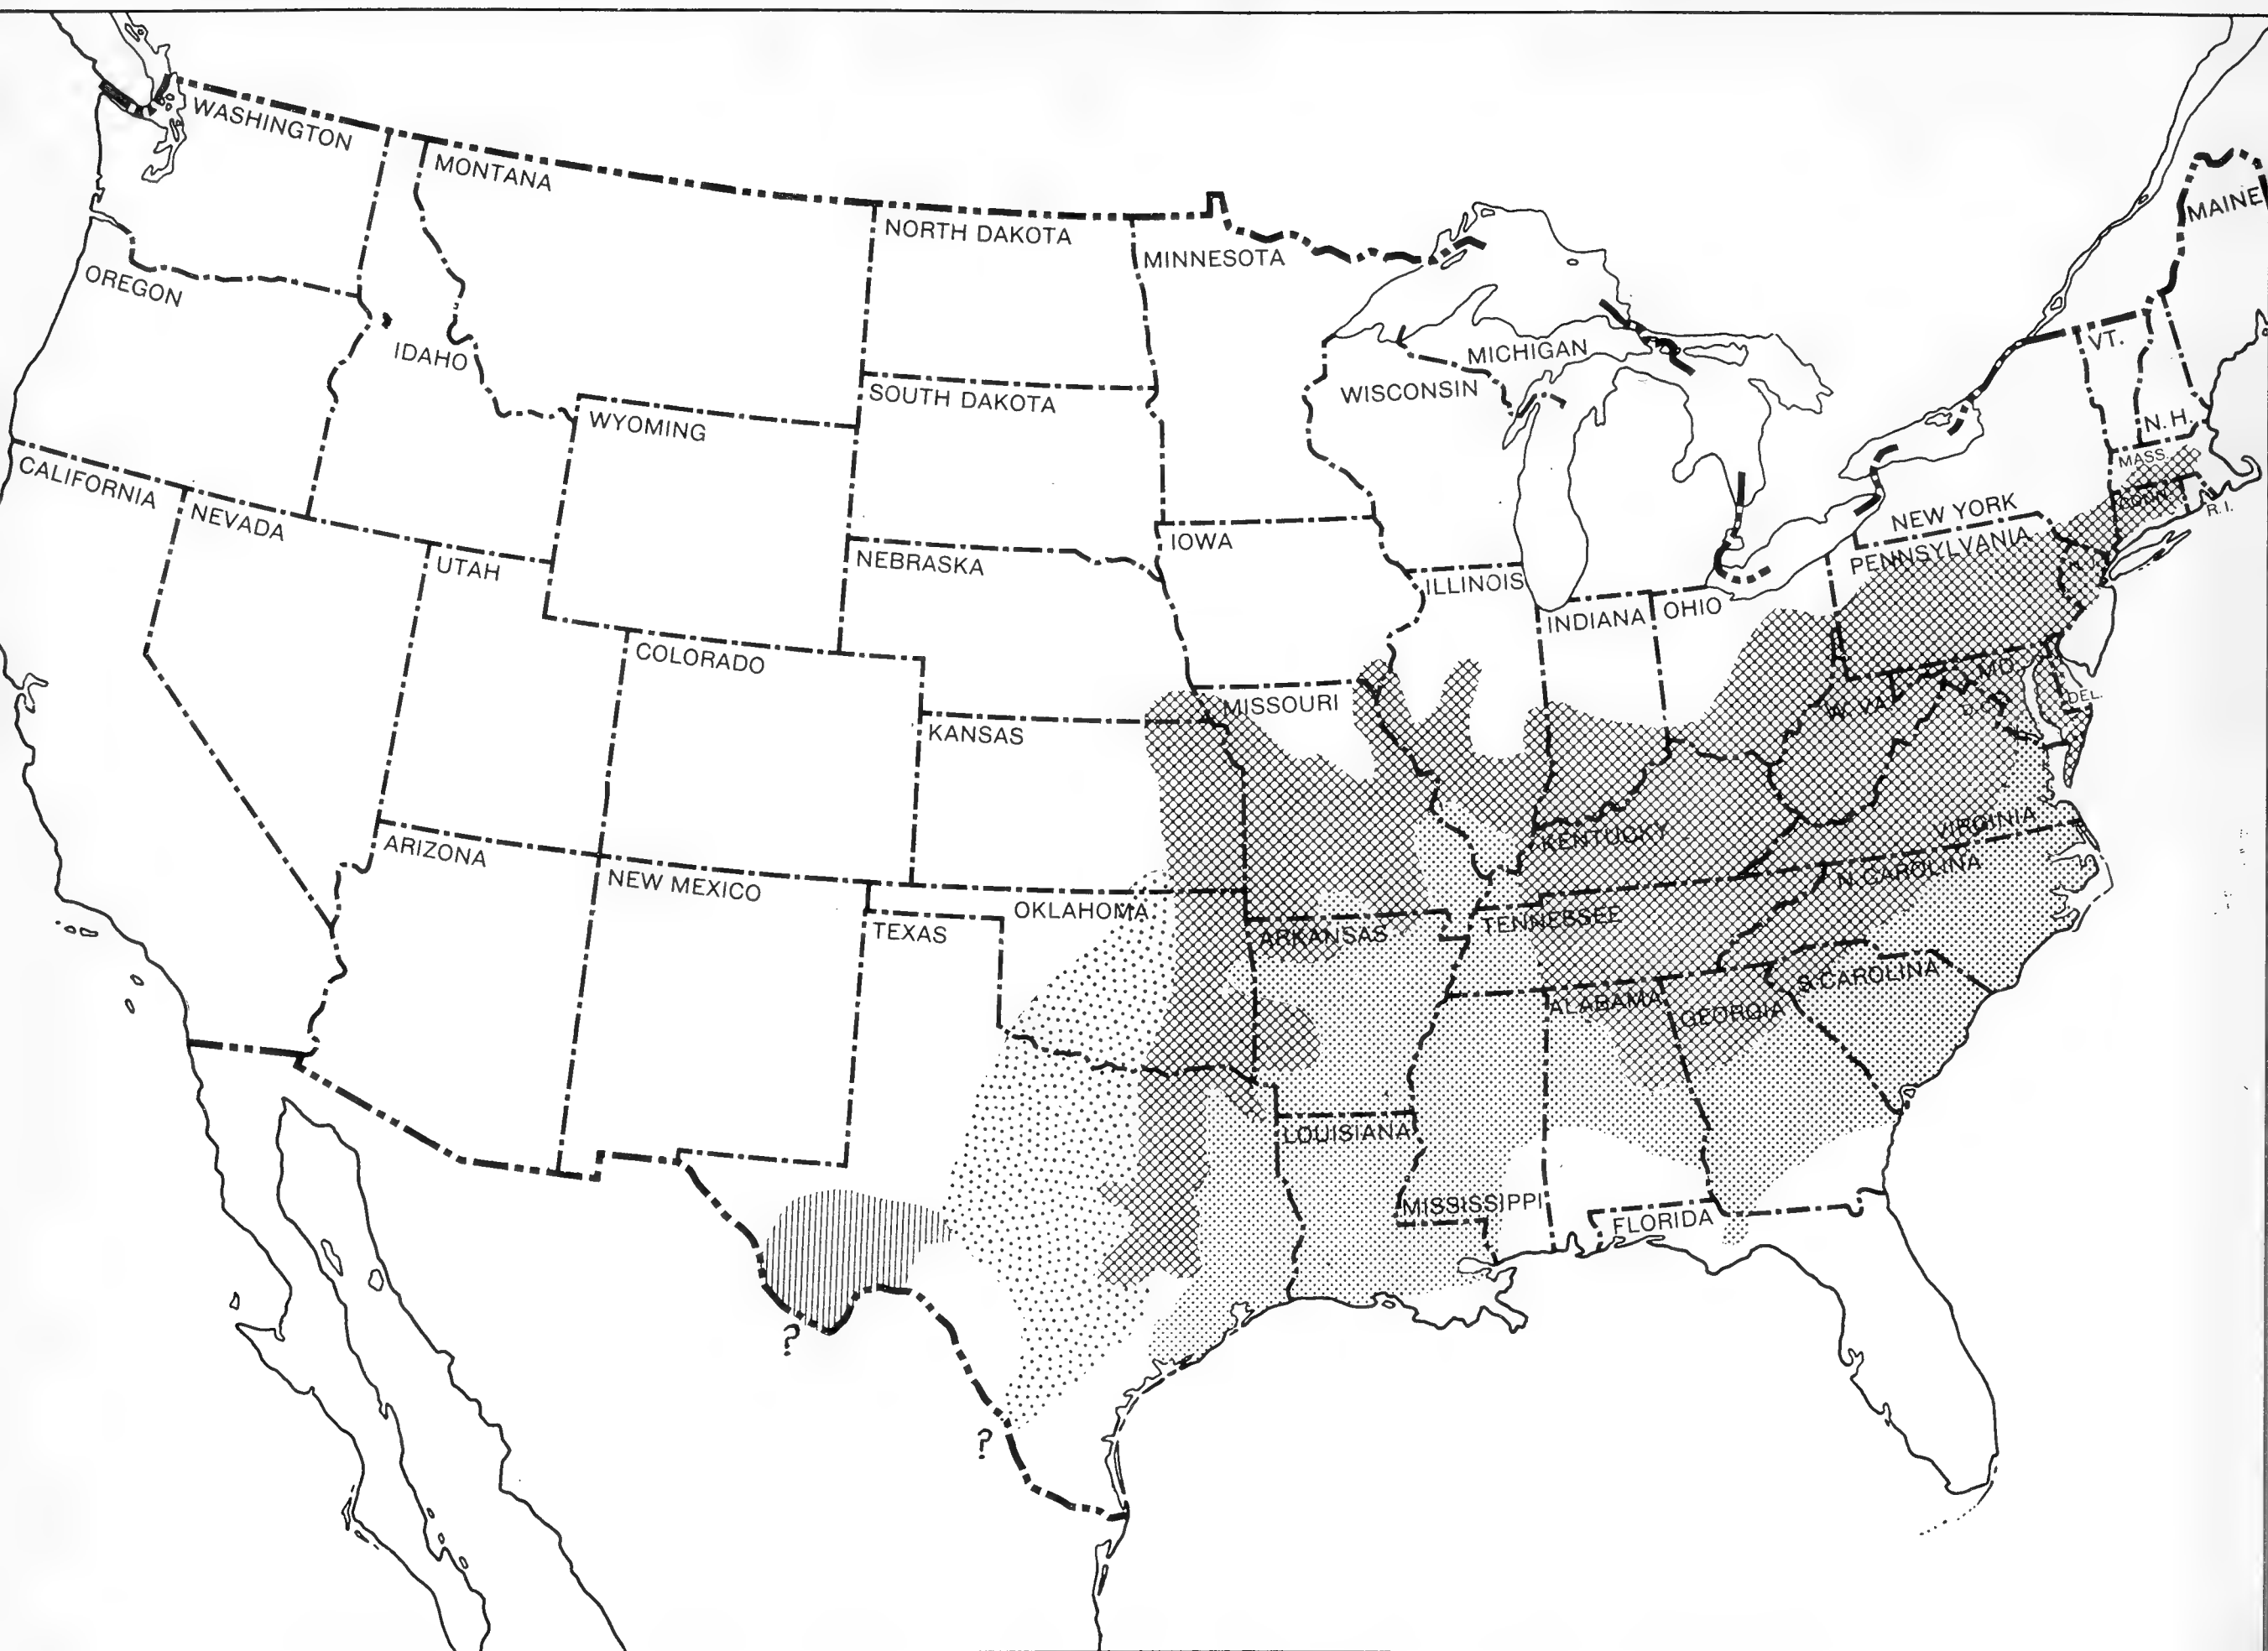 WASHINGTON
MONTANA
MAINE
NORTH DAKOTA
MINNESOTA
OREGON
IDAHO
MICHIGAN
VT.
WISCONSIN
SOUTH DAKOTA
WYOMING
N.H.
MASS.
CALIFORNIA
NEVADA
CONN.
R.I.
NEW YORK
IOWA
PENNSYLVANIA
UTAH
NEBRASKA
ILLINOIS
INDIANA
OHIO
COLORADO
MD.
DEL.
W. VA.
D.C.
MISSOURI
KANSAS
VIRGINIA
KENTUCKY
ARIZONA
NEW MEXICO
N. CAROLINA
OKLAHOMA
TENNESSEE
TEXAS
ARKANSAS
S. CAROLINA
ALABAMA
GEORGIA
LOUISIANA
MISSISSIPPI
FLORIDA
?
?